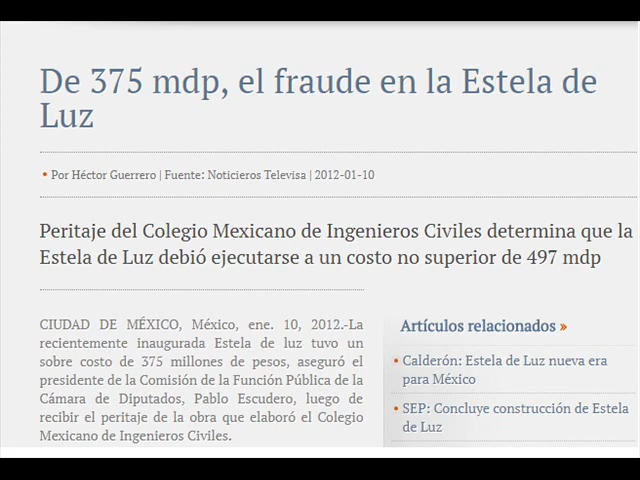 De 375 mdp, el fraude en la Estela de
Luz
• Por Héctor Guerrero | Fuente: Noticieros Televisa | 2012-01-10
Peritaje del Colegio Mexicano de Ingenieros Civiles determina que la
Estela de Luz debió ejecutarse a un costo no superior de 497 mdp
CIUDAD DE MÉXICO, México, ene. 10, 2012.-La
recientemente inaugurada Estela de luz tuvo un
sobre costo de 375 millones de pesos, aseguró el
presidente de la Comisión de la Función Pública de la
Cámara de Diputados, Pablo Escudero, luego de
recibir el peritaje de la obra que elaboró el Colegio
Mexicano de Ingenieros Civiles.
Artículos relacionados »
• Calderón: Estela de Luz nueva era
para México
• SEP: Concluye construcción de Estela
de Luz